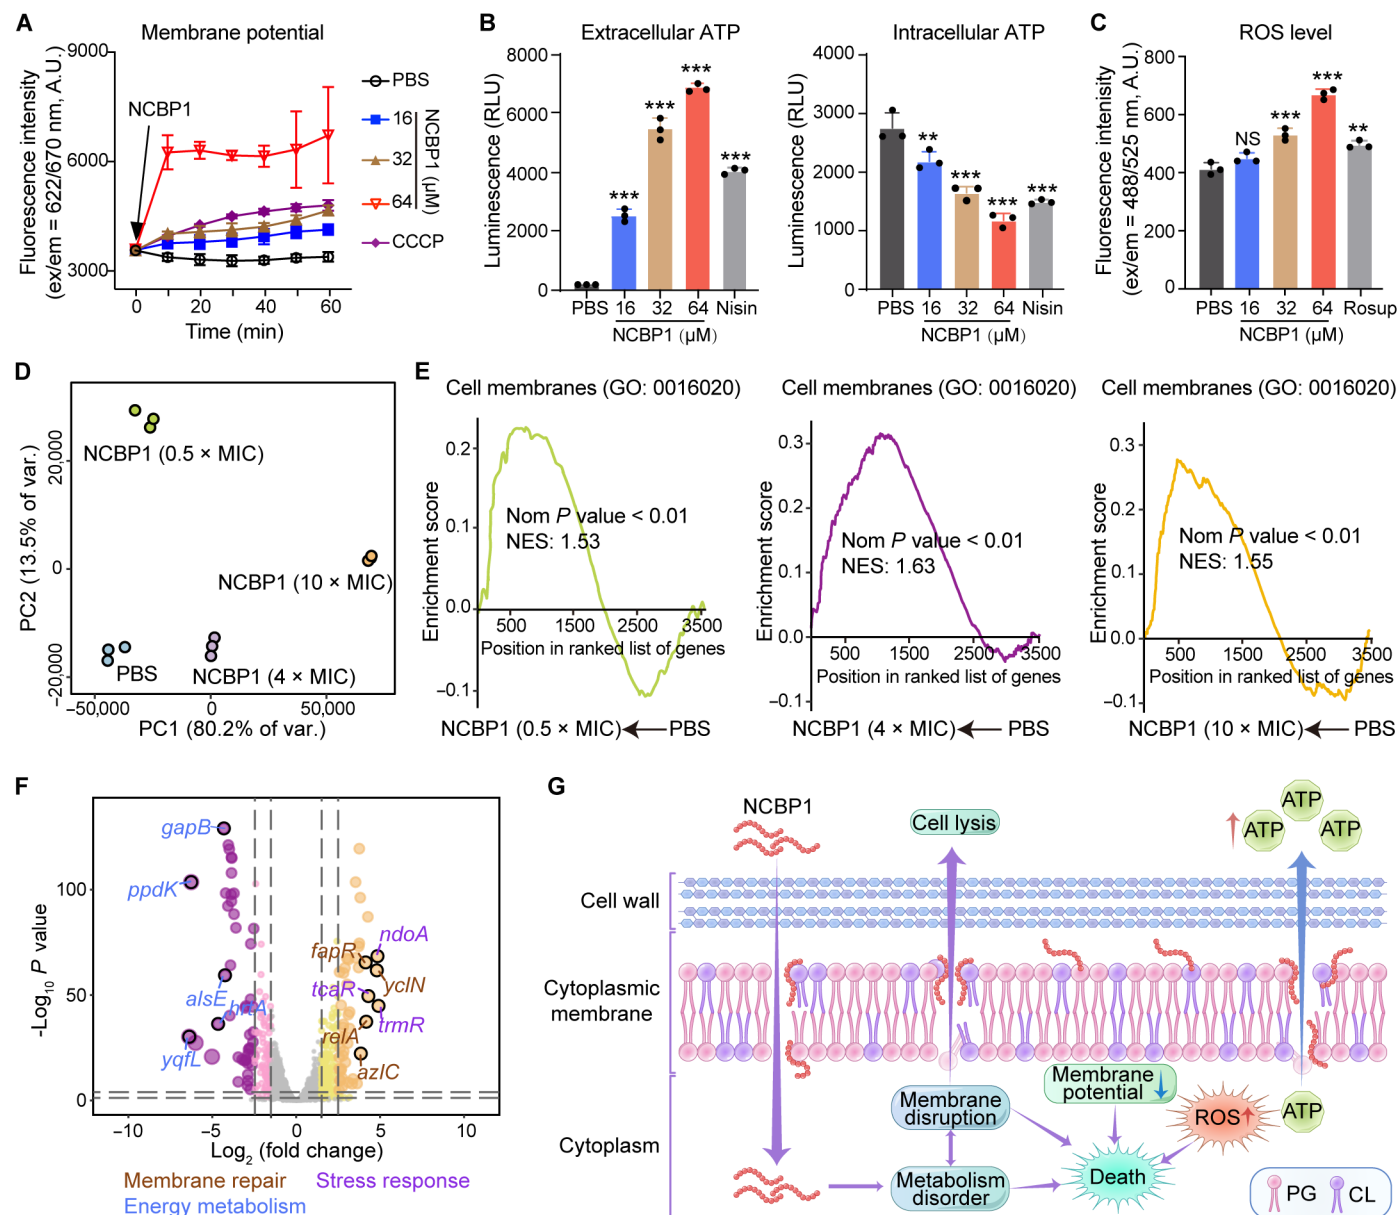 A
Membrane potential
Fluorescence intensity
(ex/em = 622/670 nm, A.U.)
9000
6000
3000
NCBP1
0 20 40 60
Time (min)
PBS
16
32
64
CCCP
NCBP1 (μM)
B
Extracellular ATP
Luminescence (RLU)
8000
6000
4000
2000
0
***
***
***
***
PBS 16 32 64 Nisin
NCBP1 (μM)
Intracellular ATP
Luminescence (RLU)
4000
3000
2000
1000
0
**
***
***
***
PBS 16 32 64 Nisin
NCBP1 (μM)
C
ROS level
Fluorescence intenisity
(ex/em = 488/525 nm, A.U.)
800
600
400
200
0
NS
***
***
**
PBS 16 32 64 Rosup
NCBP1 (μM)
D
PC2 (13.5% of var.)
20,000
0
−20,000
NCBP1 (0.5 × MIC)
NCBP1 (10 × MIC)
PBS
NCBP1 (4 × MIC)
−50,000 0 50,000
PC1 (80.2% of var.)
E
Cell membranes (GO: 0016020)
Enrichment score
0.2
0.1
0.0
−0.1
Nom P value < 0.01
NES: 1.53
500 1500 2500 3500
Position in ranked list of genes
NCBP1 (0.5 × MIC) PBS
Cell membranes (GO: 0016020)
Enrichment score
0.3
0.2
0.1
0.0
−0.1
Nom P value < 0.01
NES: 1.63
500 1500 2500 3500
Position in ranked list of genes
NCBP1 (4 × MIC) PBS
Cell membranes (GO: 0016020)
Enrichment score
0.3
0.2
0.1
0.0
−0.1
Nom P value < 0.01
NES: 1.55
500 1500 2500 3500
Position in ranked list of genes
NCBP1 (10 × MIC) PBS
F
-Log10 P value
100
50
0
gapB
ppdK
alsE
yqfL
fapR
ndoA
yclN
tcaR
trmR
relA
azlC
−10 −5 0 5 10
Log2 (fold change)
Membrane repair
Stress response
Energy metabolism
G
NCBP1
Cell lysis
ATP
ATP
ATP
Cell wall
Cytoplasmic
membrane
Cytoplasm
Membrane
disruption
Membrane
potential
ROS
ATP
Metabolism
disorder
Death
PG
CL